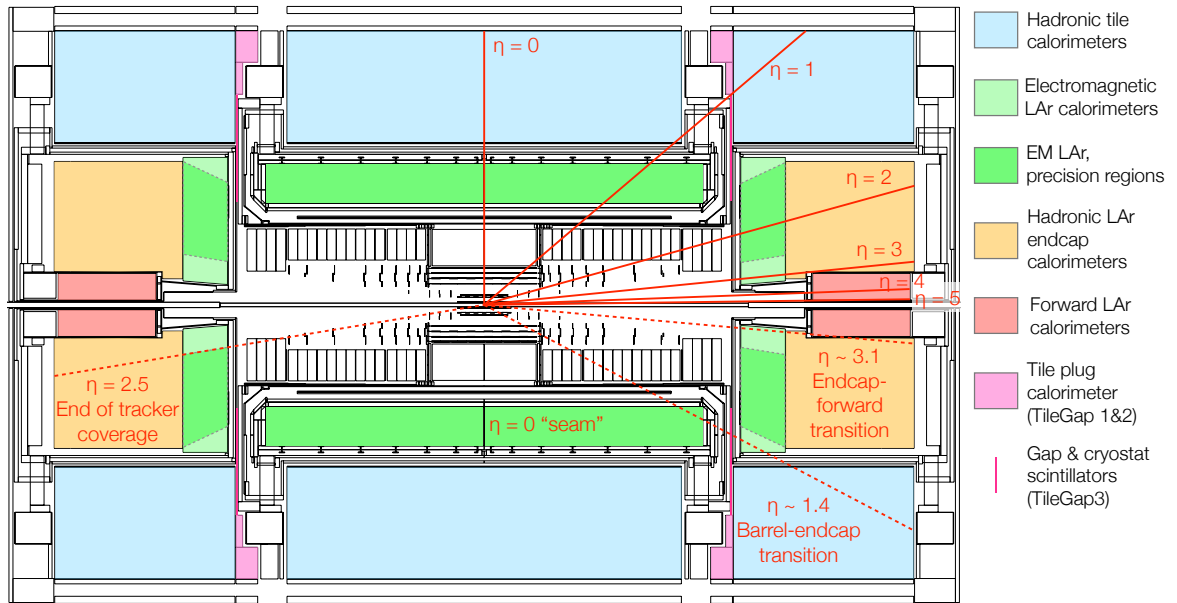 η = 0
η = 1
η = 2
η = 3
η = 4
η = 5
η = 2.5
End of tracker
coverage
η = 0 “seam”
η ~ 3.1
Endcap-
forward
transition
η ~ 1.4
Barrel-endcap
transition
Hadronic tile
calorimeters
Electromagnetic
LAr calorimeters
EM LAr,
precision regions
Hadronic LAr
endcap
calorimeters
Forward LAr
calorimeters
Tile plug
calorimeter
(TileGap 1&2)
Gap & cryostat
scintillators
(TileGap3)